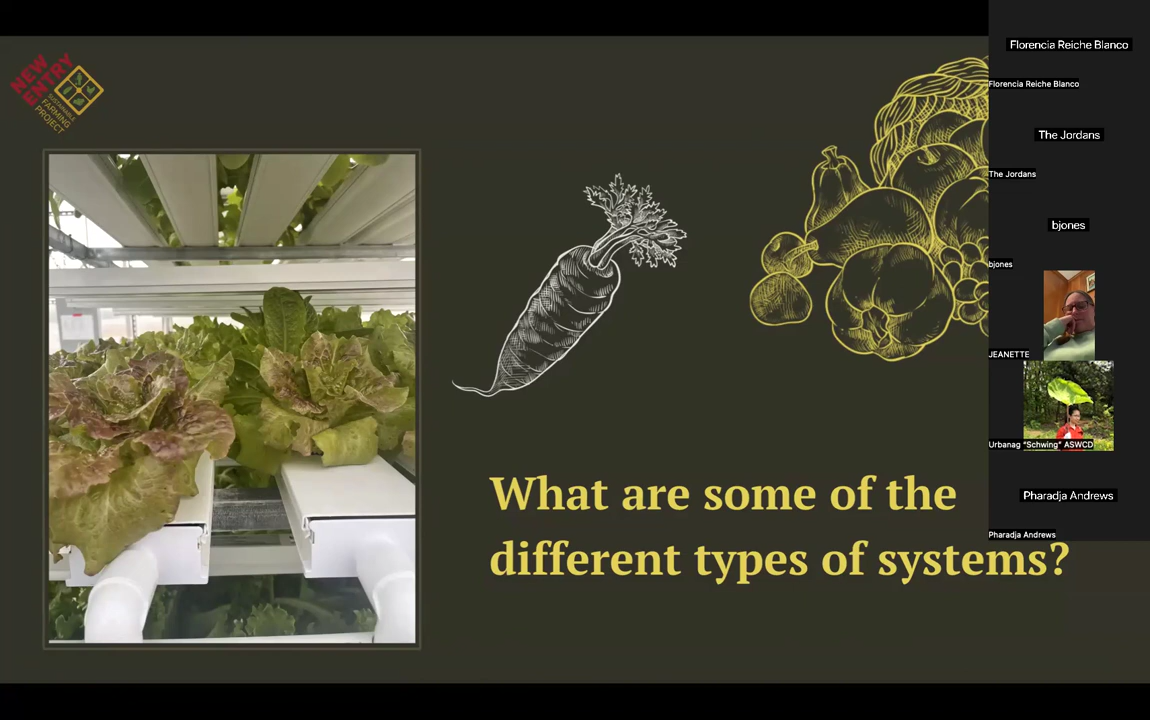 NEW
ENTRY
SUSTAINABLE
FARMING
PROJECT
What are some of the
different types of systems?
Florencia Reiche Blanco
Florencia Reiche Blanco
The Jordans
The Jordans
bjones
bjones
JEANETTE
Urbanag "Schwing" ASWCD
Pharadja Andrews
Pharadja Andrews